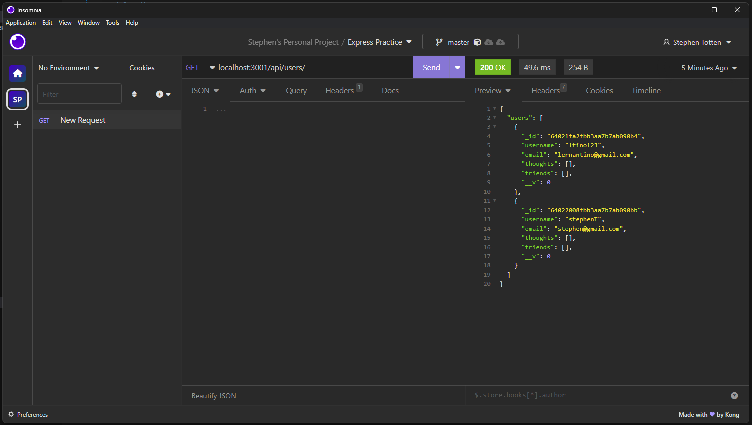 Insomnia
Application Edit View Window Tools Help
Stephen's Personal Project / Express Practice
master
Stephen Totten
No Environment
Cookies
GET
localhost:3001/api/users/
Send
200 OK
49.6 ms
254 B
5 Minutes Ago
Filter
SP
GET New Request
JSON Auth Query Headers 1 Docs
Preview Headers 7 Cookies Timeline
1 ...
1 {
2 "users": [
3 {
4 "_id":
5 "username": "lfino123",
6 "email": "lernantino@gmail.com",
7 "thoughts": [],
8 "friends": [],
9 "__v": 0
10 },
11 {
12 "_id":
13 "username": "stephenT",
14 "email": "stephen@gmail.com",
15 "thoughts": [],
16 "friends": [],
17 "__v": 0
18 }
19 ]
20 }
Beautify JSON
$.store.books[*].author
Preferences
Made with by Kong